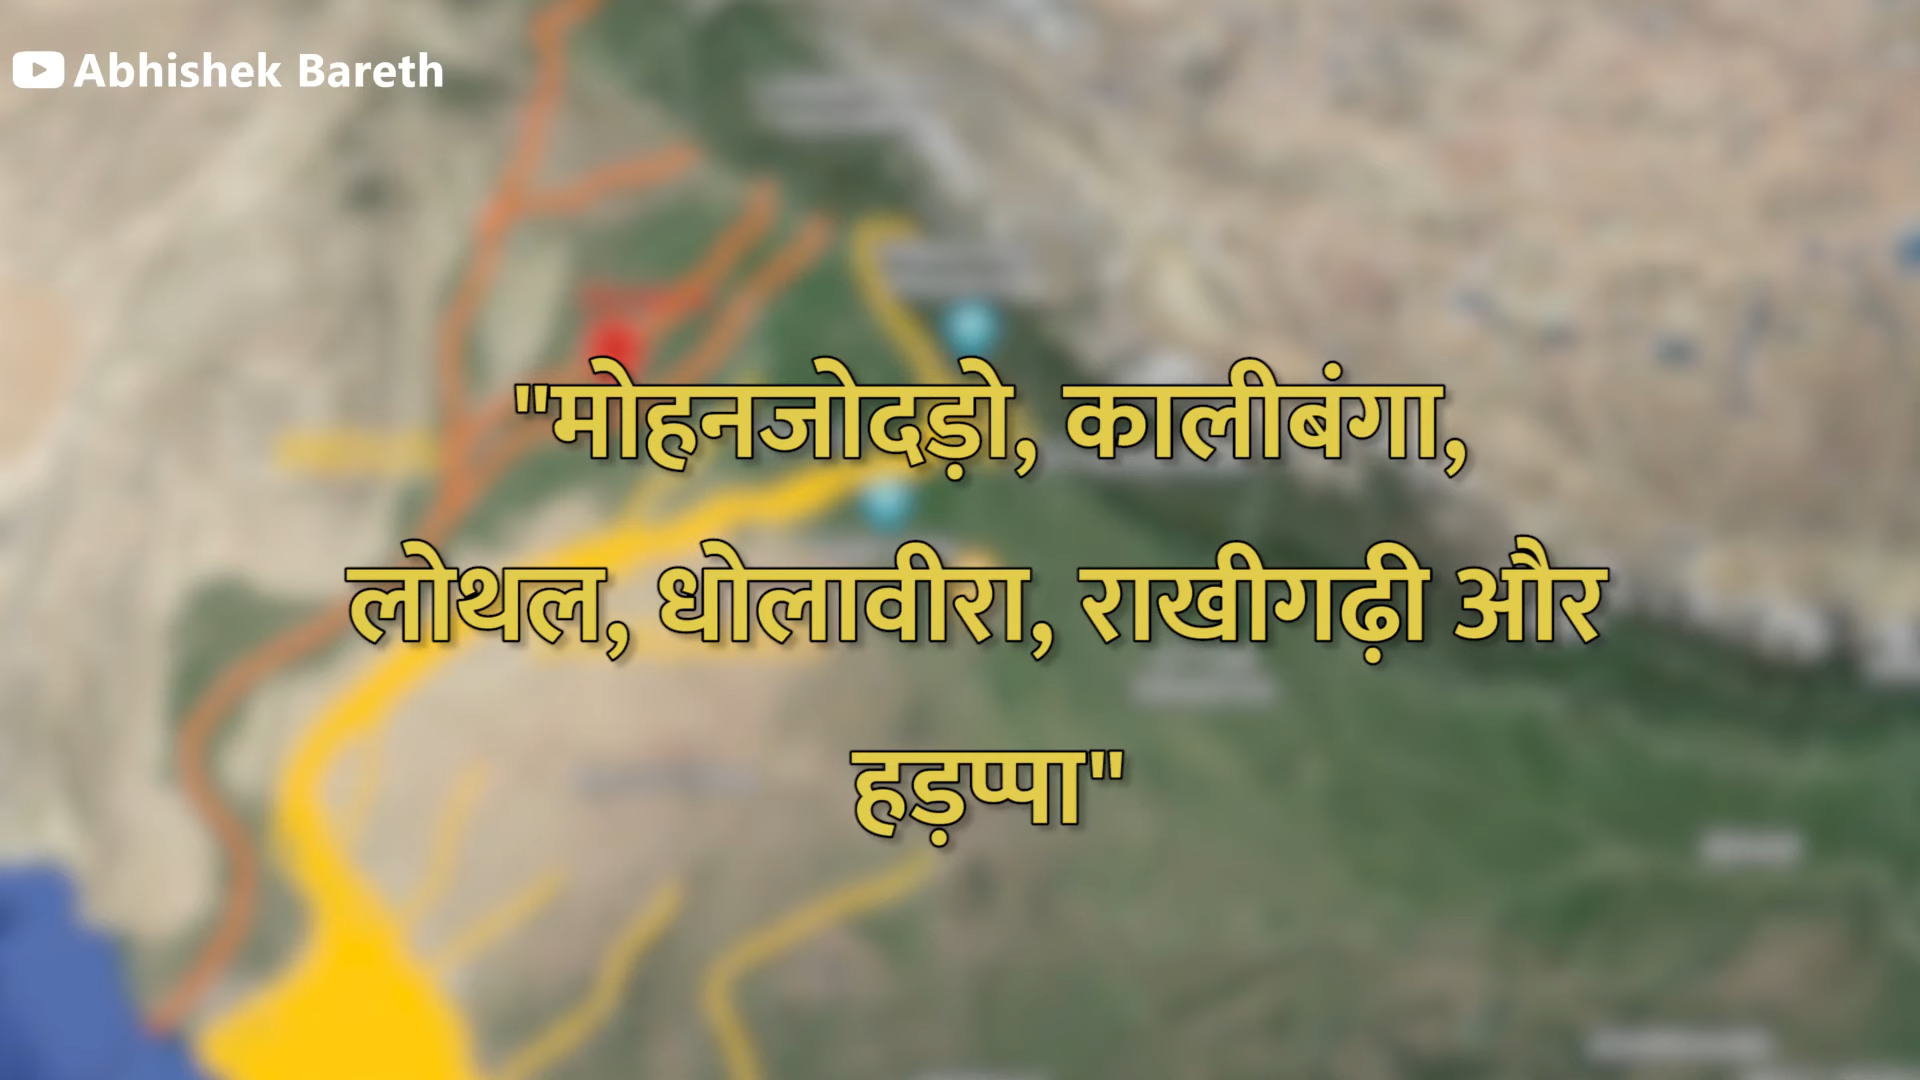 Abhishek Bareth
"मोहनजोदड़ो, कालीबंगा,
लोथल, धोलावीरा, राखीगढ़ी और
हड़प्पा"